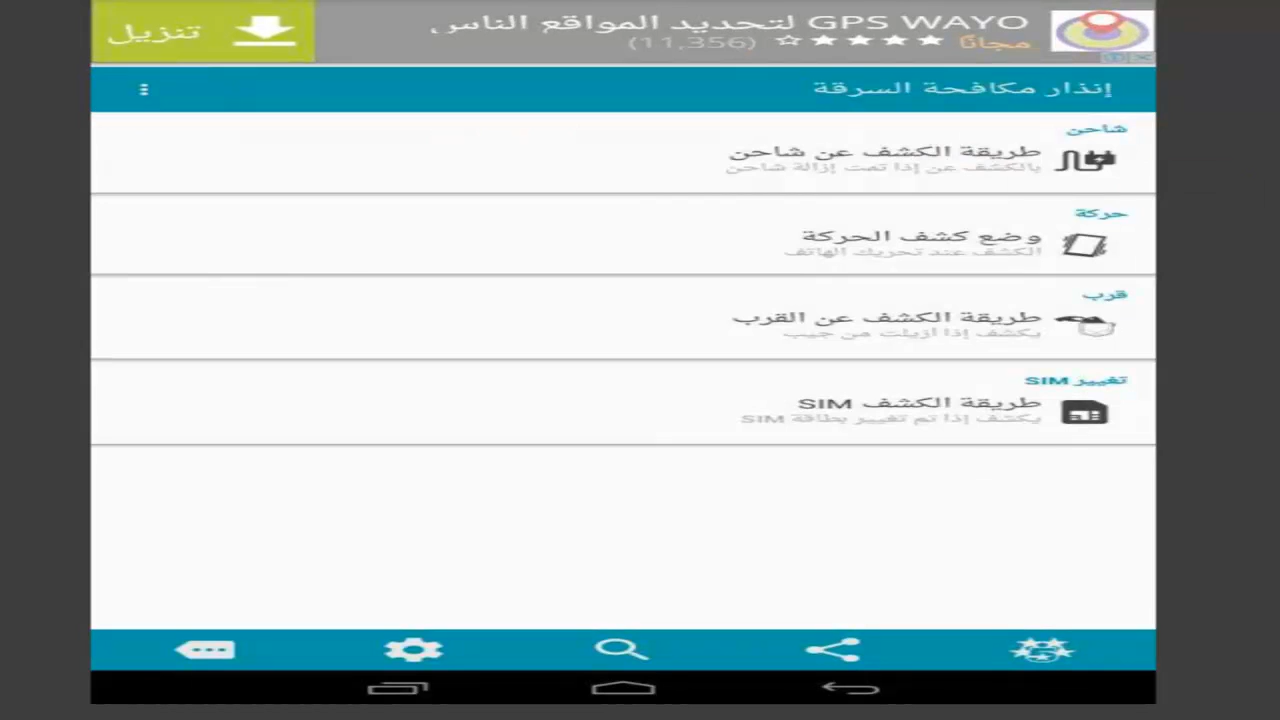 GPS WAYO لتحديد المواقع الناس
مجانًا (11,356)
تنزيل
إنذار مكافحة السرقة
شاحن
طريقة الكشف عن شاحن
بالكشف عن إذا تمت إزالة شاحن
حركة
وضع كشف الحركة
الكشف عند تحريك الهاتف
قرب
طريقة الكشف عن القرب
يكشف إذا أزيلت من جيب
تغيير SIM
طريقة الكشف SIM
يكشف إذا تم تغيير بطاقة SIM